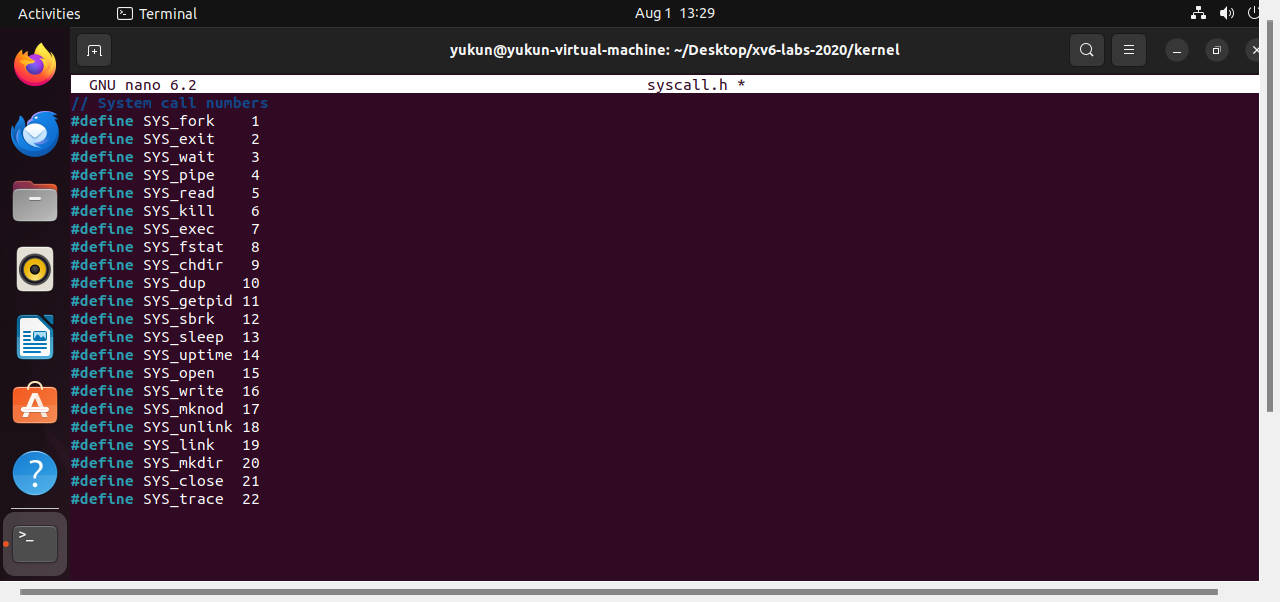 Activities Terminal Aug 1 13:29
yukun@yukun-virtual-machine: ~/Desktop/xv6-labs-2020/kernel
GNU nano 6.2 syscall.h *
// System call numbers
#define SYS_fork    1
#define SYS_exit    2
#define SYS_wait    3
#define SYS_pipe    4
#define SYS_read    5
#define SYS_kill    6
#define SYS_exec    7
#define SYS_fstat   8
#define SYS_chdir   9
#define SYS_dup    10
#define SYS_getpid 11
#define SYS_sbrk   12
#define SYS_sleep  13
#define SYS_uptime 14
#define SYS_open   15
#define SYS_write  16
#define SYS_mknod  17
#define SYS_unlink 18
#define SYS_link   19
#define SYS_mkdir  20
#define SYS_close  21
#define SYS_trace  22